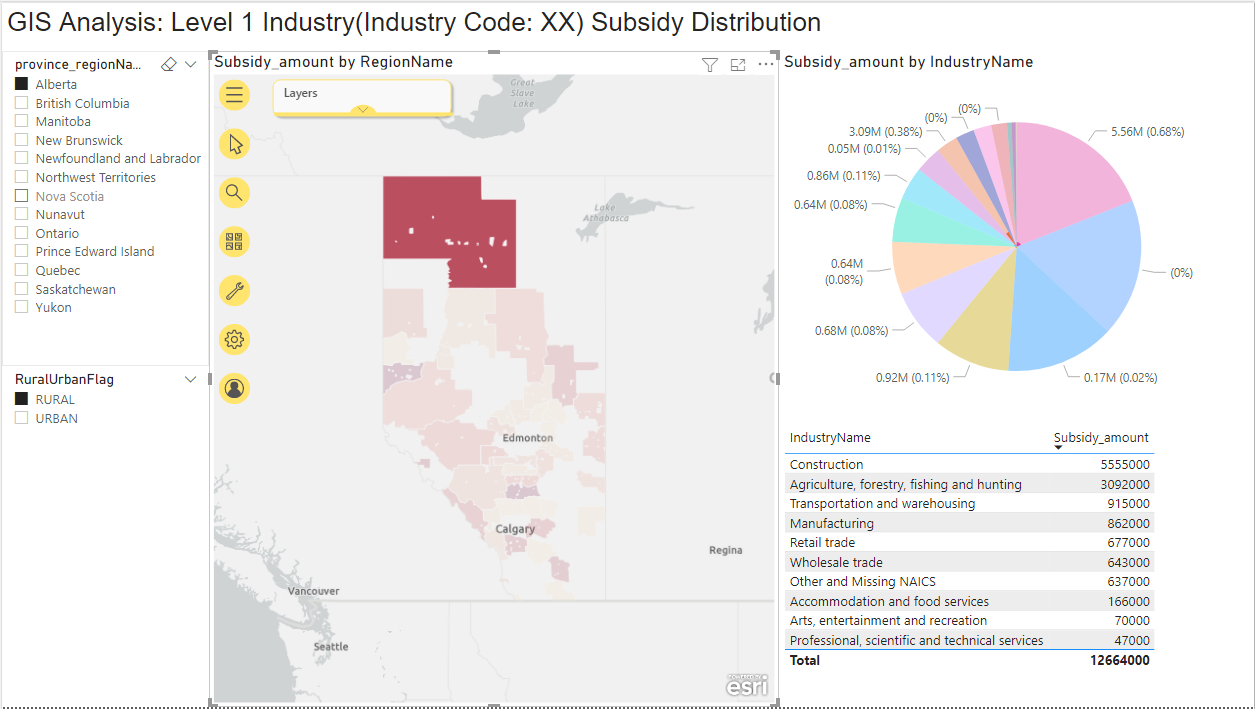 GIS Analysis: Level 1 Industry(Industry Code: XX) Subsidy Distribution
province_regionNa...
Alberta
British Columbia
Manitoba
New Brunswick
Newfoundland and Labrador
Northwest Territories
Nova Scotia
Nunavut
Ontario
Prince Edward Island
Quebec
Saskatchewan
Yukon
RuralUrbanFlag
RURAL
URBAN
Subsidy_amount by RegionName
Layers
Great
Slave
Lake
Lake
Athabasca
Edmonton
Calgary
Regina
Vancouver
Seattle
POWERED BY
esri
Subsidy_amount by IndustryName
(0%)
(0%)
3.09M (0.38%)
0.05M (0.01%)
0.86M (0.11%)
0.64M (0.08%)
0.64M
(0.08%)
0.68M (0.08%)
0.92M (0.11%)
5.56M (0.68%)
(0%)
0.17M (0.02%)
IndustryName Subsidy_amount
Construction 5555000
Agriculture, forestry, fishing and hunting 3092000
Transportation and warehousing 915000
Manufacturing 862000
Retail trade 677000
Wholesale trade 643000
Other and Missing NAICS 637000
Accommodation and food services 166000
Arts, entertainment and recreation 70000
Professional, scientific and technical services 47000
Total 12664000